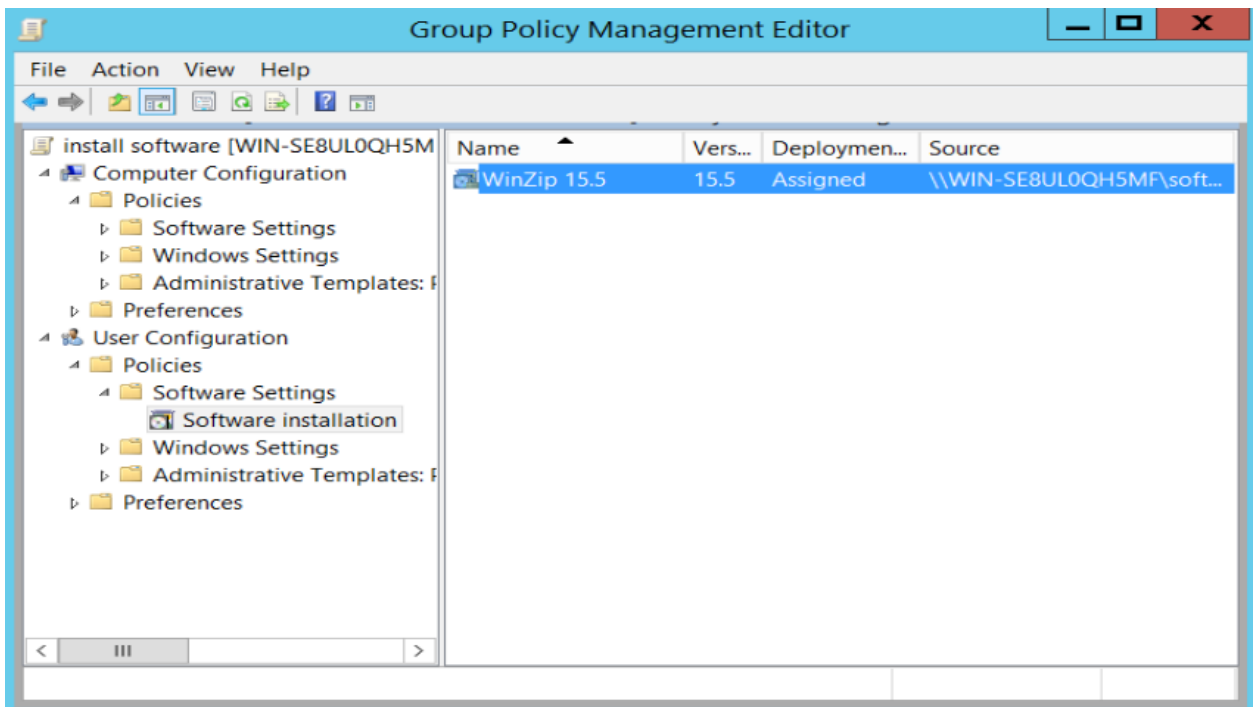 Group Policy Management Editor
File Action View Help
install software [WIN-SE8UL0QH5M
Computer Configuration
Policies
Software Settings
Windows Settings
Administrative Templates:
Preferences
User Configuration
Policies
Software Settings
Software installation
Windows Settings
Administrative Templates:
Preferences
Name Vers... Deploymen... Source
WinZip 15.5 15.5 Assigned \\WIN-SE8UL0QH5MF\soft...